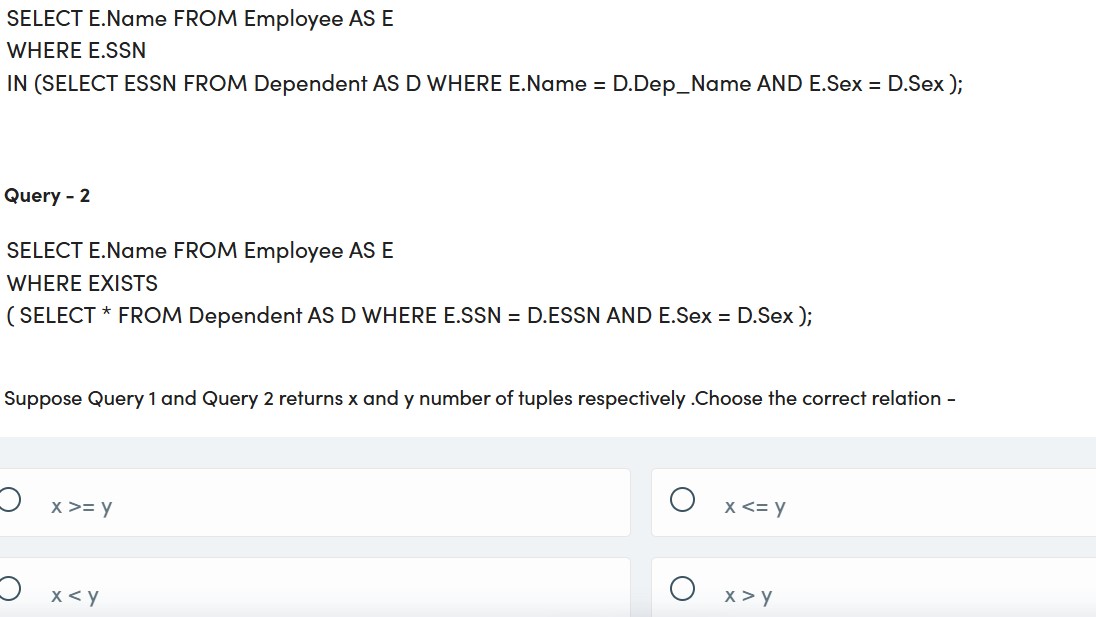 SELECT E.Name FROM Employee AS E
WHERE E.SSN
IN (SELECT ESSN FROM Dependent AS D WHERE E.Name = D.Dep_Name AND E.Sex = D.Sex );
Query - 2
SELECT E.Name FROM Employee AS E
WHERE EXISTS
( SELECT * FROM Dependent AS D WHERE E.SSN = D.ESSN AND E.Sex = D.Sex );
Suppose Query 1 and Query 2 returns x and y number of tuples respectively .Choose the correct relation -
x >= y
x <= y
x < y
x > y